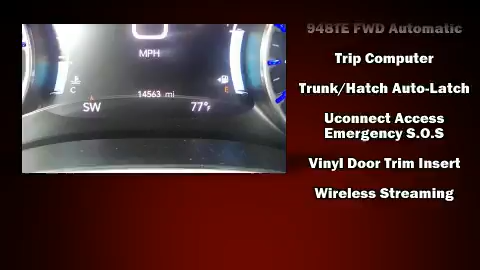 948TE FWD Automatic
MPH
Trip Computer
C
E
14563 mi
Trunk/Hatch Auto-Latch
SW
77°F
Uconnect Access
Emergency S.O.S
Vinyl Door Trim Insert
Wireless Streaming